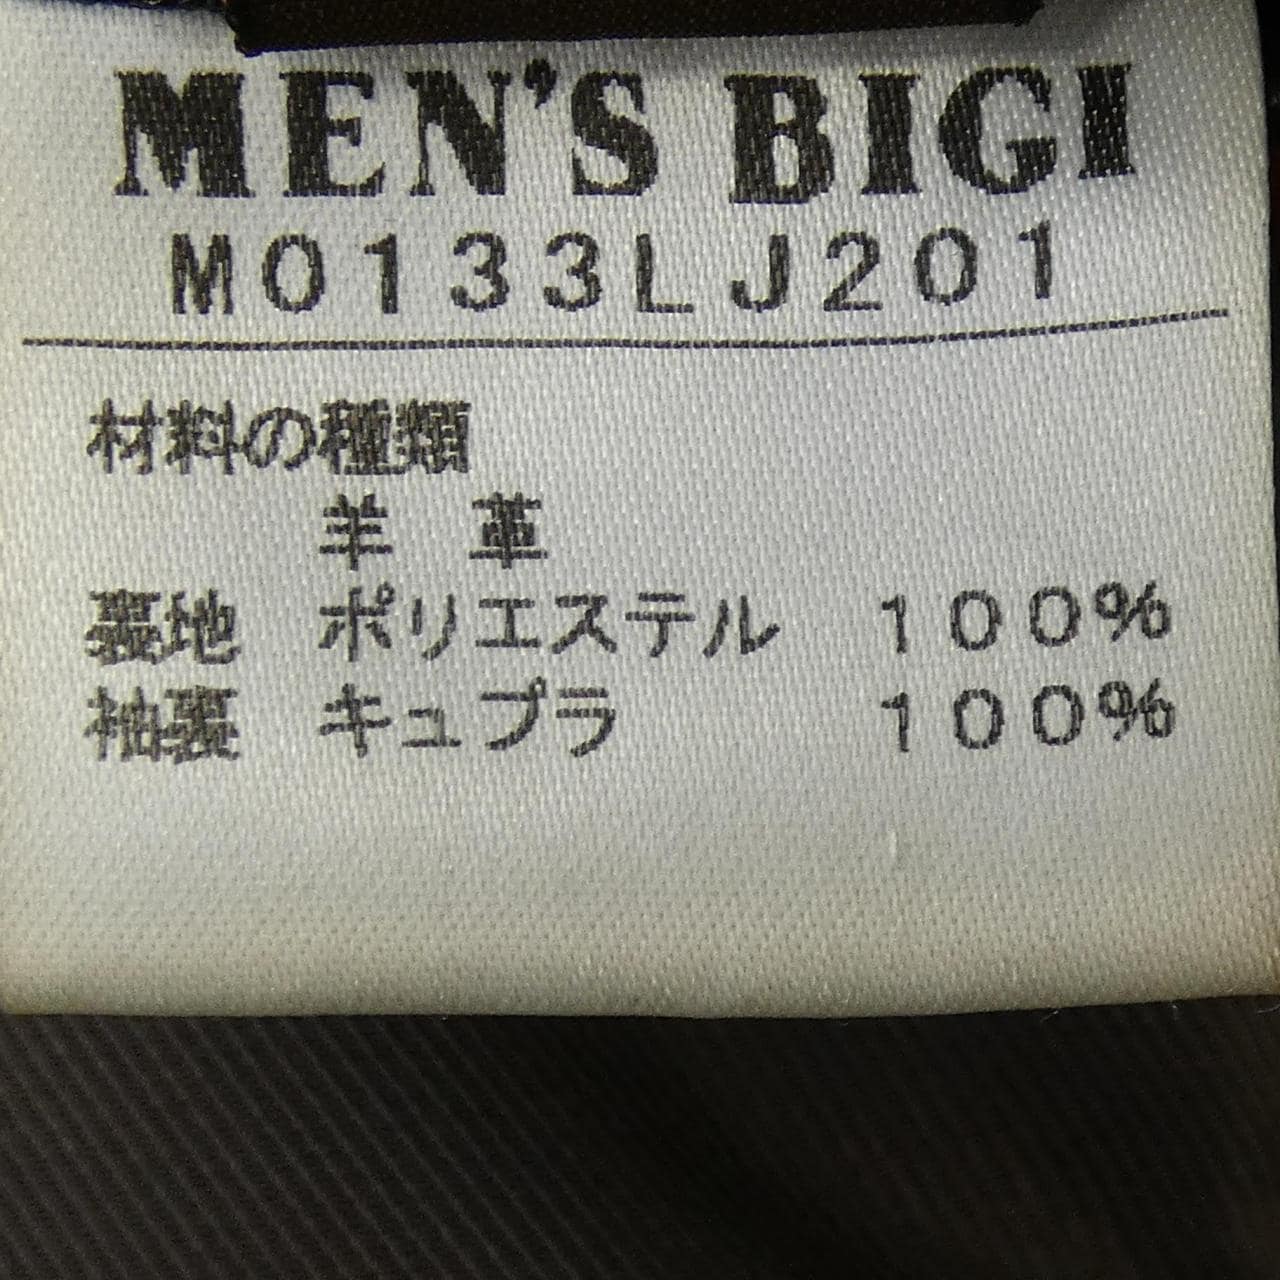 MEN'S BIGI
M0133LJ201
材料の種類
羊 革
裏地 ポリエステル 100%
袖裏 キュプラ 100%